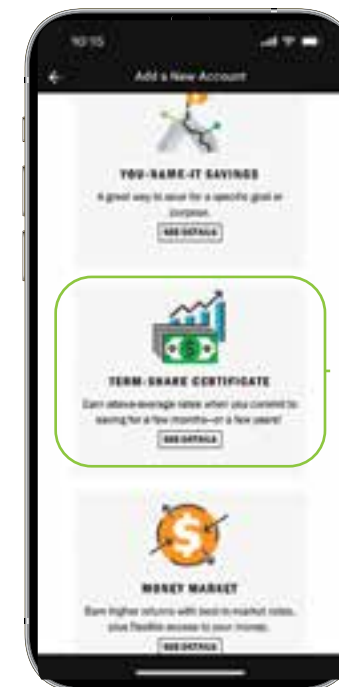 10:15
Add a New Account
YOU-NAME-IT SAVINGS
A great way to save for a specific goal or
purpose.
SEE DETAILS
TERM-SHARE CERTIFICATE
Earn above-average rates when you commit to
saving for a few months—or a few years!
SEE DETAILS
MONEY MARKET
Earn higher returns with best-in-market rates,
plus flexible access to your money.
SEE DETAILS